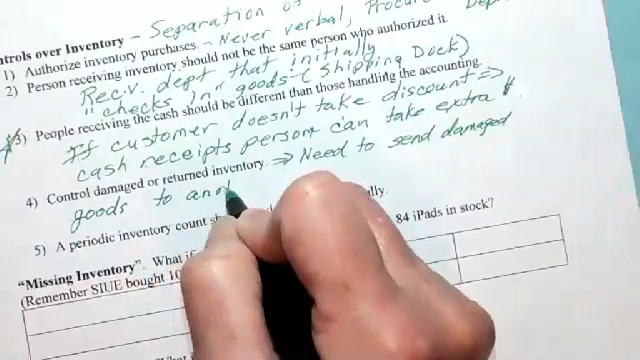 Separation of
ntrols over Inventory – Procure Dept
1) Authorize inventory purchases. – Never verbal,
2) Person receiving inventory should not be the same person who authorized it.
Reciv. dept that initially
"checks in" goods – (Shipping Dock)
3) People receiving the cash should be different than those handling the accounting.
If customer doesn't take discount ⇒
cash receipts person can take extra $.
4) Control damaged or returned inventory. ⇒ Need to send damaged
goods to ano
5) A periodic inventory count ally.
"Missing Inventory". What if 84 iPads in stock?
(Remember SIUE bought 10